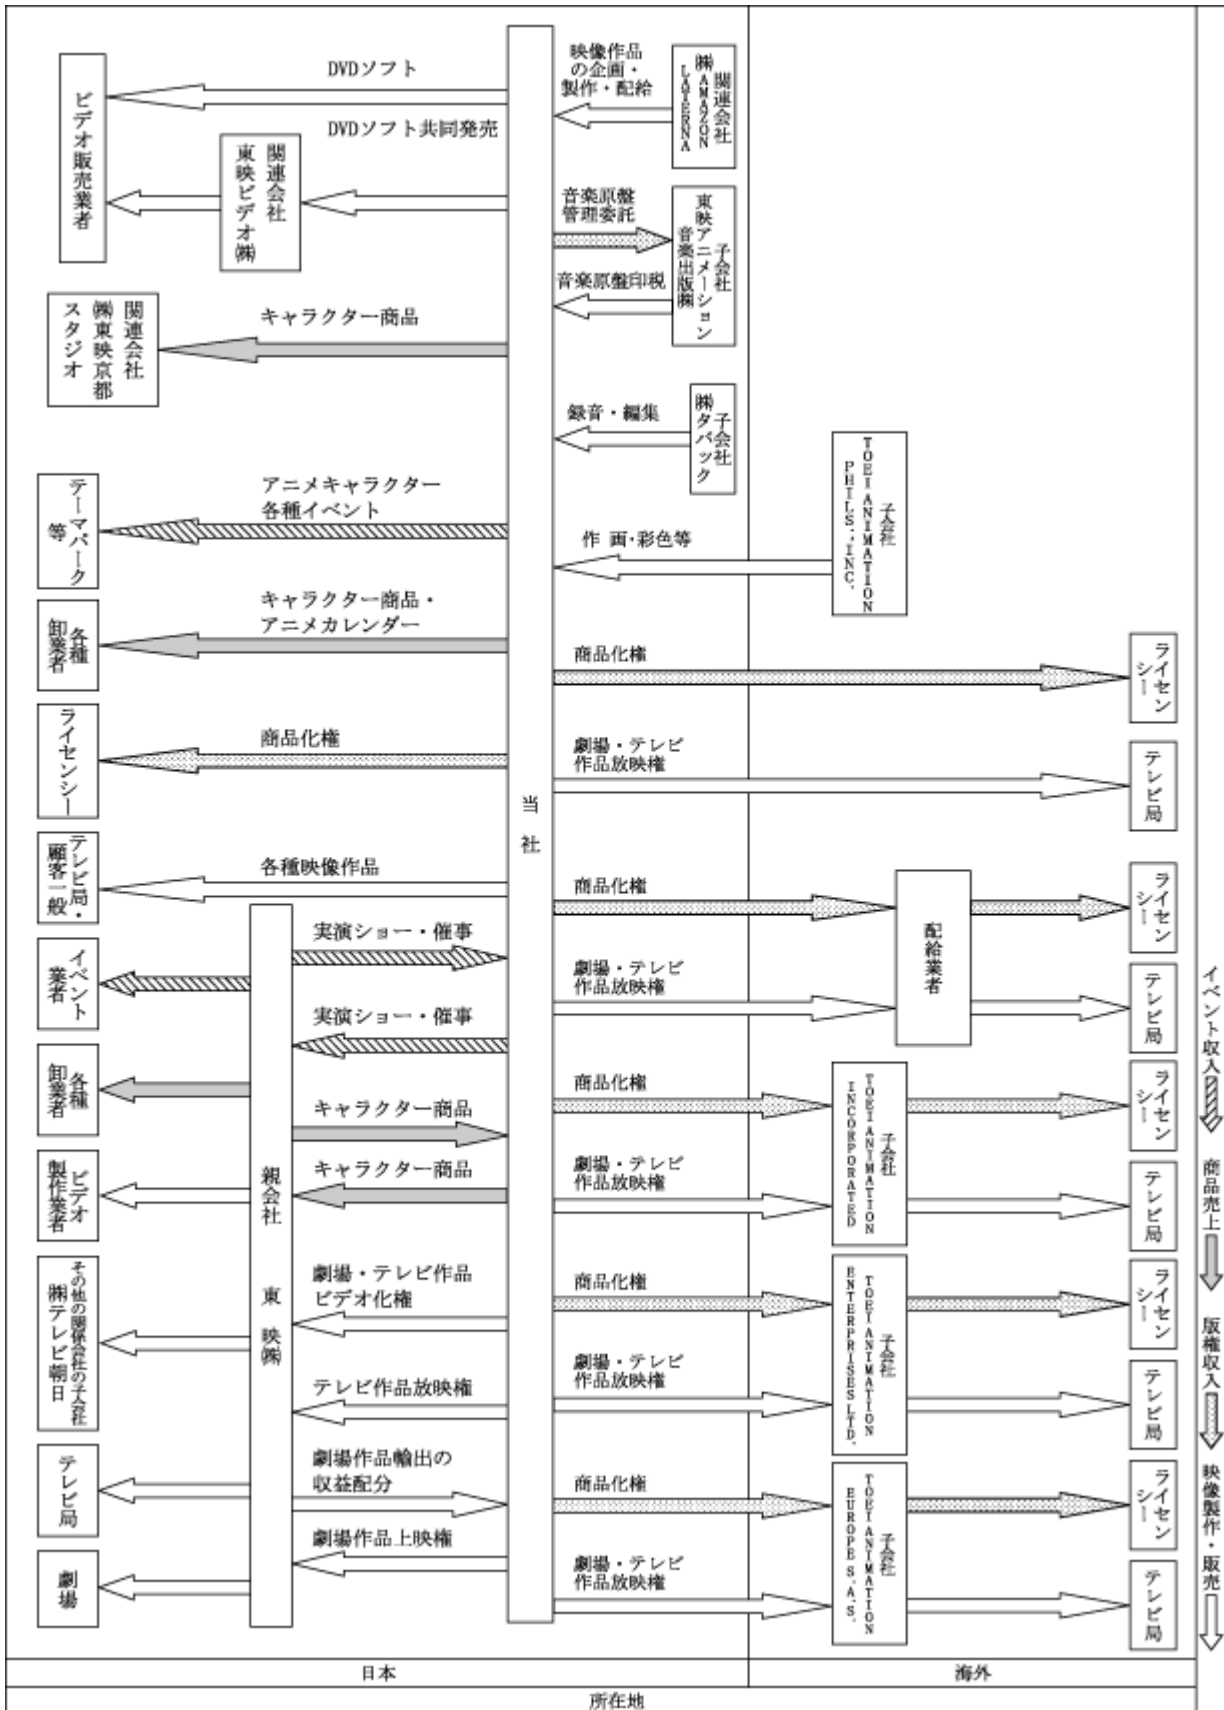 ビデオ販売業者
DVDソフト
DVDソフト共同発売
関連会社
東映ビデオ㈱
関連会社
㈱東映京都
スタジオ
キャラクター商品
テーマパーク
等
アニメキャラクター
各種イベント
各種
卸業者
キャラクター商品・
アニメカレンダー
ライセンシー
商品化権
テレビ局・
顧客一般
各種映像作品
イベント
業者
各種
卸業者
ビデオ
製作業者
その他の関係会社の子会社
㈱テレビ朝日
テレビ局
劇場
親会社 東映㈱
実演ショー・催事
実演ショー・催事
キャラクター商品
キャラクター商品
劇場・テレビ作品
ビデオ化権
テレビ作品放映権
劇場作品輸出の
収益配分
劇場作品上映権
当社
映像作品
の企画・
製作・配給
関連会社
㈱AMAZON
LATERNA
音楽原盤
管理委託
音楽原盤印税
子会社
東映アニメーション
音楽出版㈱
録音・編集
子会社
㈱タバック
作画・彩色等
子会社
TOEI ANIMATION
PHILS.,INC.
商品化権
ライセン
シー
劇場・テレビ
作品放映権
テレビ局
商品化権
配給業者
ライセン
シー
劇場・テレビ
作品放映権
テレビ局
商品化権
子会社
TOEI ANIMATION
INCORPORATED
ライセン
シー
劇場・テレビ
作品放映権
テレビ局
商品化権
子会社
TOEI ANIMATION
ENTERPRISES LTD.
ライセン
シー
劇場・テレビ
作品放映権
テレビ局
商品化権
子会社
TOEI ANIMATION
EUROPE S.A.S.
ライセン
シー
劇場・テレビ
作品放映権
テレビ局
イベント収入
商品売上
版権収入
映像製作・販売
日本
海外
所在地